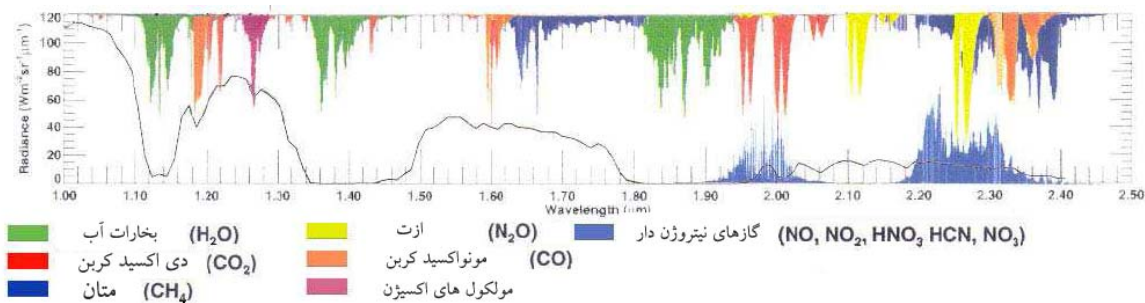 120
100
80
60
40
20
0
Radiance (Wm⁻²sr⁻¹μm⁻¹)
1.00 1.10 1.20 1.30 1.40 1.50 1.60 1.70 1.80 1.90 2.00 2.10 2.20 2.30 2.40 2.50
Wavelength (μm)
بخارات آب (H₂O)
ازت (N₂O)
گازهای نیتروژن دار (NO, NO₂, HNO₃ HCN, NO₃)
دی اکسید کربن (CO₂)
مونواکسید کربن (CO)
متان (CH₄)
مولکول های اکسیژن